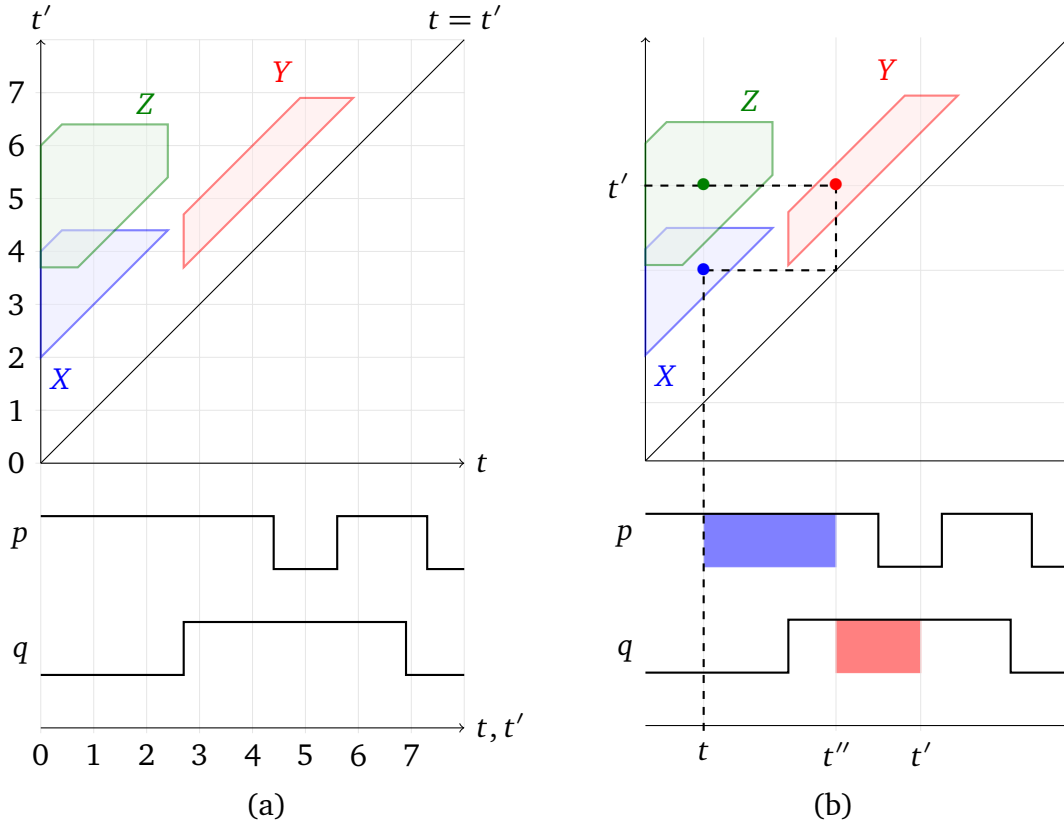 t′
t = t′
7
Y
Z
6
5
4
3
2
X
1
0
t
p
q
t, t′
0 1 2 3 4 5 6 7
(a)
Y
Z
t′
X
p
q
t t″ t′
(b)